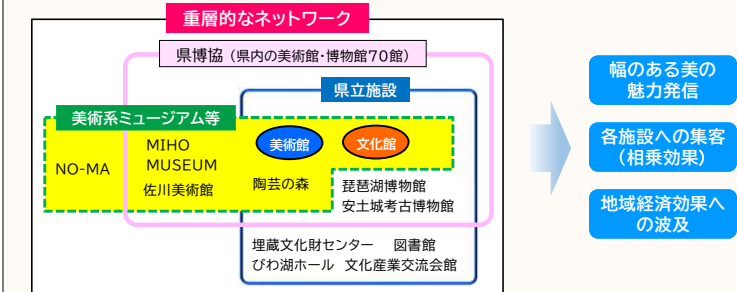 重層的なネットワーク
県博協（県内の美術館・博物館70館）
県立施設
美術系ミュージアム等
NO-MA
MIHO
MUSEUM
佐川美術館
美術館
文化館
陶芸の森
琵琶湖博物館
安土城考古博物館
埋蔵文化財センター　図書館
びわ湖ホール　文化産業交流会館
幅のある美の
魅力発信
各施設への集客
（相乗効果）
地域経済効果へ
の波及